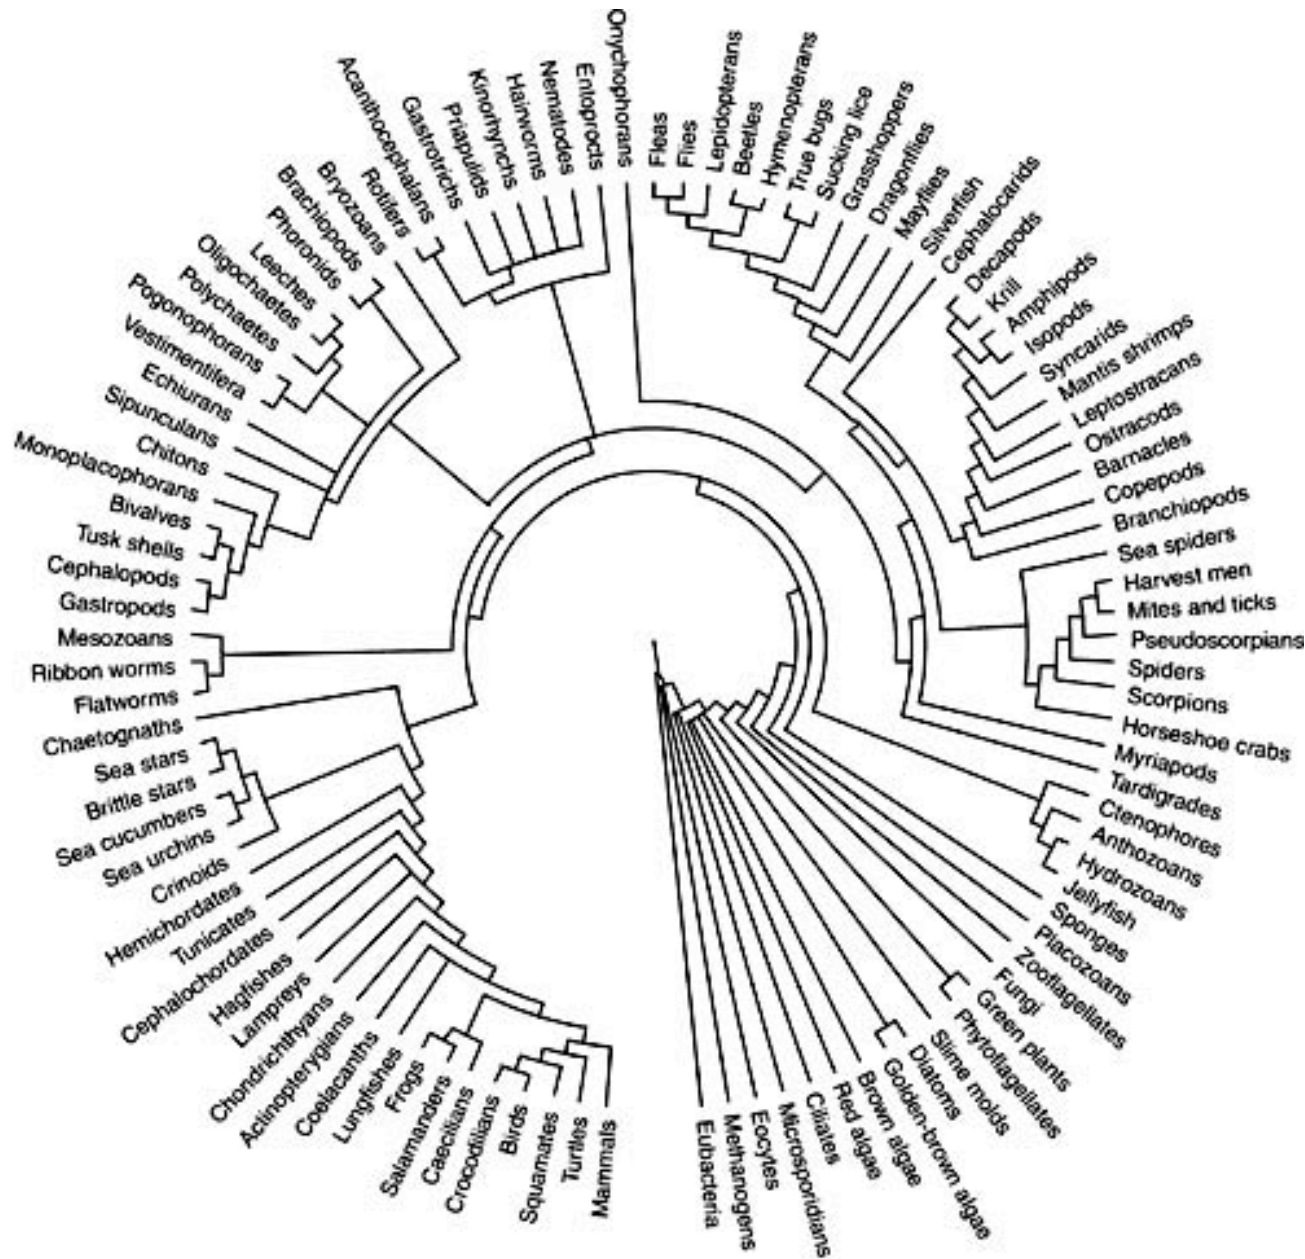 Onychophorans
Fleas
Flies
Lepidopterans
Beetles
Hymenopterans
True bugs
Sucking lice
Grasshoppers
Dragonflies
Mayflies
Silverfish
Cephalocarids
Decapods
Krill
Amphipods
Isopods
Syncarids
Mantis shrimps
Leptostracans
Ostracods
Barnacles
Copepods
Branchiopods
Sea spiders
Harvest men
Mites and ticks
Pseudoscorpians
Spiders
Scorpions
Horseshoe crabs
Myriapods
Tardigrades
Ctenophores
Anthozoans
Hydrozoans
Jellyfish
Sponges
Placozoans
Zooflagellates
Fungi
Green plants
Phytoflagellates
Slime molds
Diatoms
Golden-brown algae
Brown algae
Red algae
Ciliates
Microsporidians
Eocytes
Methanogens
Eubacteria
Mammals
Turtles
Squamates
Birds
Crocodilians
Caecilians
Salamanders
Frogs
Lungfishes
Coelacanths
Actinopterygians
Chondrichthyans
Lampreys
Hagfishes
Cephalochordates
Tunicates
Hemichordates
Crinoids
Sea urchins
Sea cucumbers
Brittle stars
Sea stars
Chaetognaths
Flatworms
Ribbon worms
Mesozoans
Gastropods
Cephalopods
Tusk shells
Bivalves
Monoplacophorans
Chitons
Sipunculans
Echiurans
Vestimentifera
Pogonophorans
Polychaetes
Oligochaetes
Leeches
Phoronids
Brachiopods
Bryozoans
Rotifers
Acanthocephalans
Gastrotrichs
Priapulids
Kinorhynchs
Hairworms
Nematodes
Entoprocts